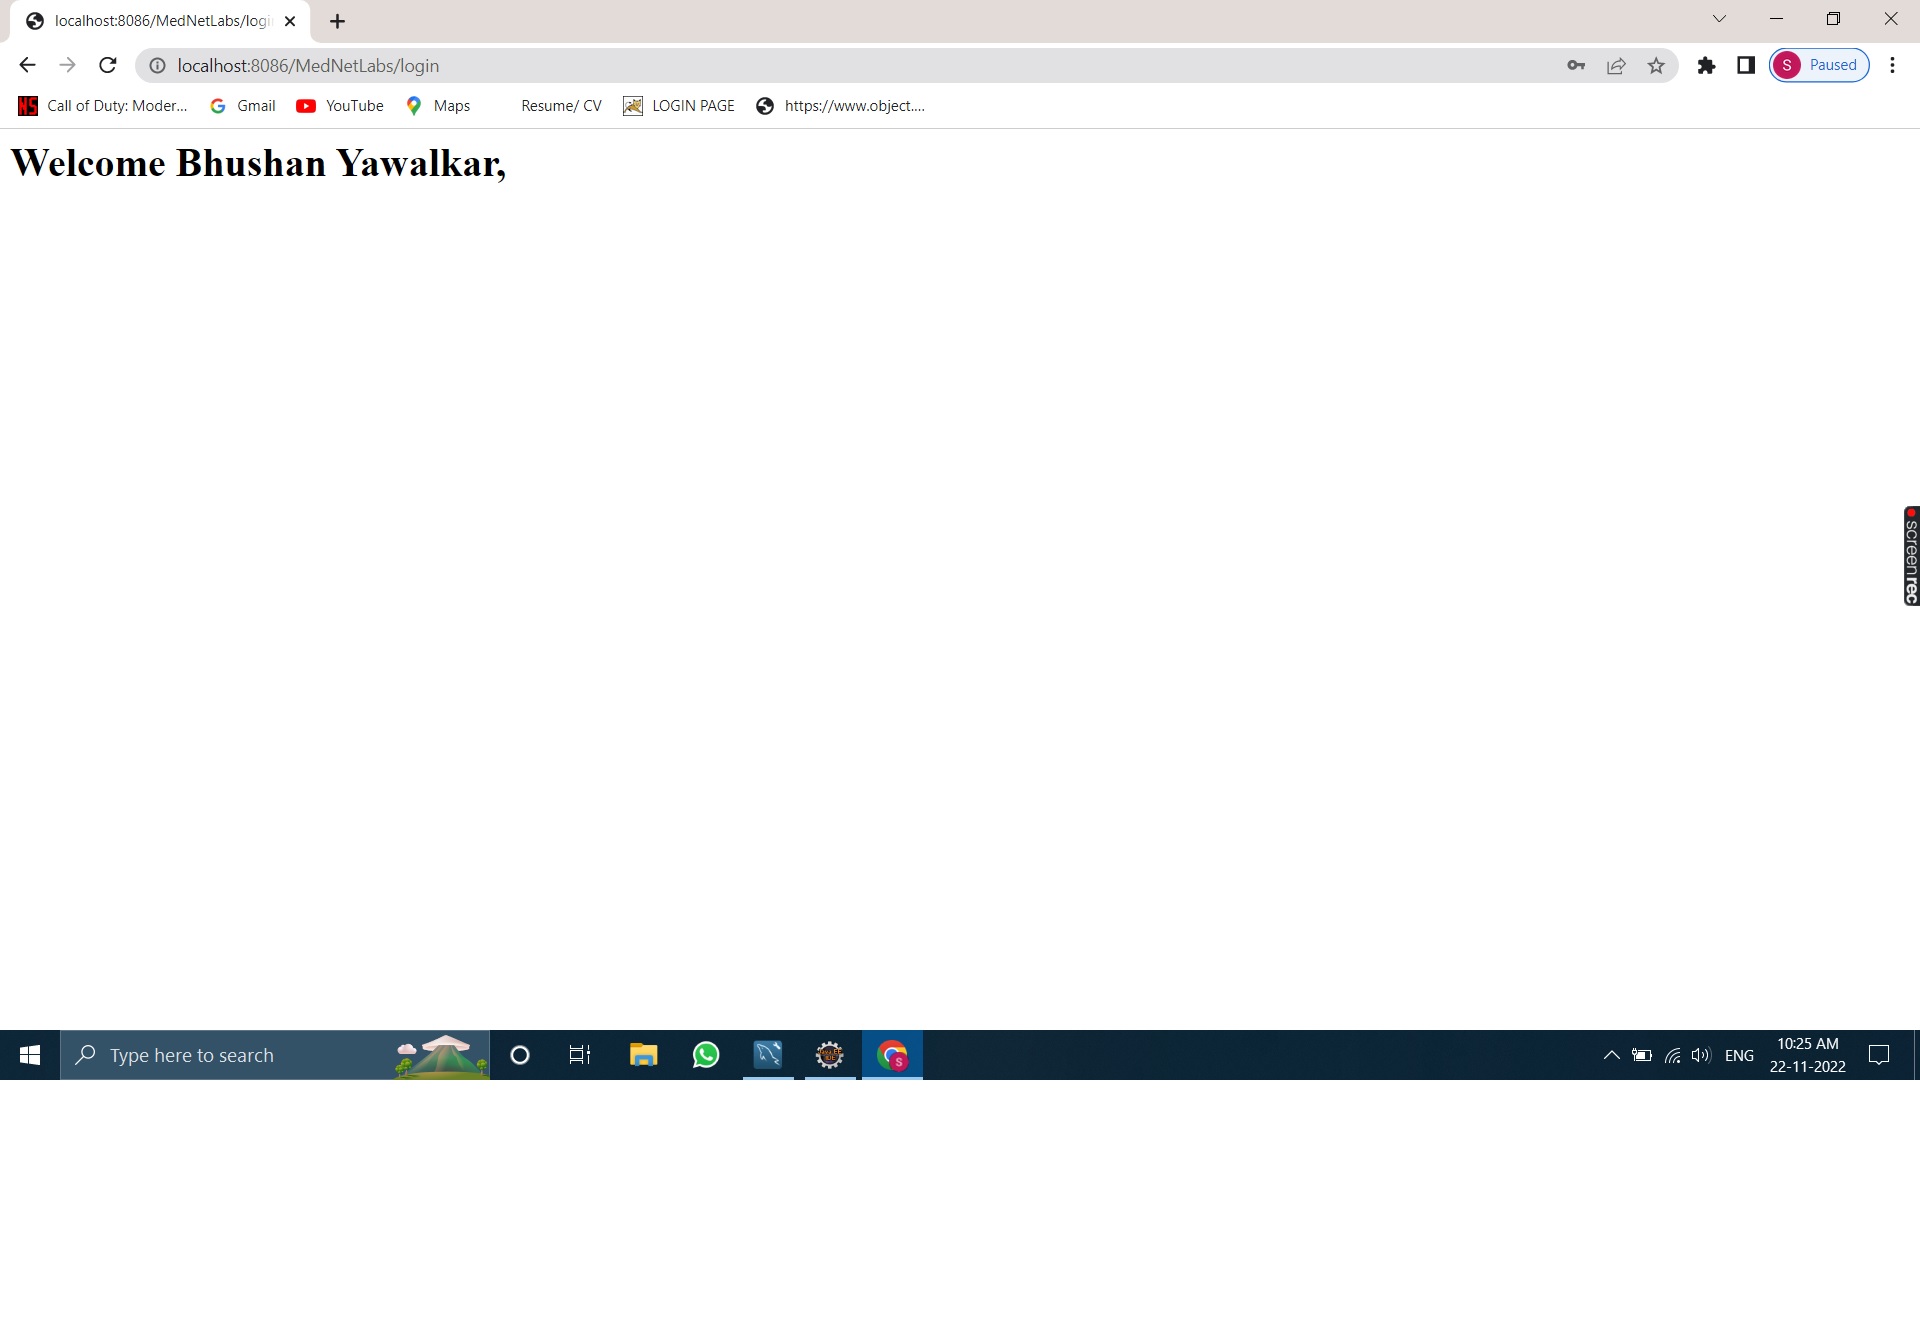 localhost:8086/MedNetLabs/logi
localhost:8086/MedNetLabs/login
S Paused
NS Call of Duty: Moder... Gmail YouTube Maps Resume/ CV LOGIN PAGE https://www.object....
Welcome Bhushan Yawalkar,
screenrec
Type here to search
S
ENG
10:25 AM
22-11-2022